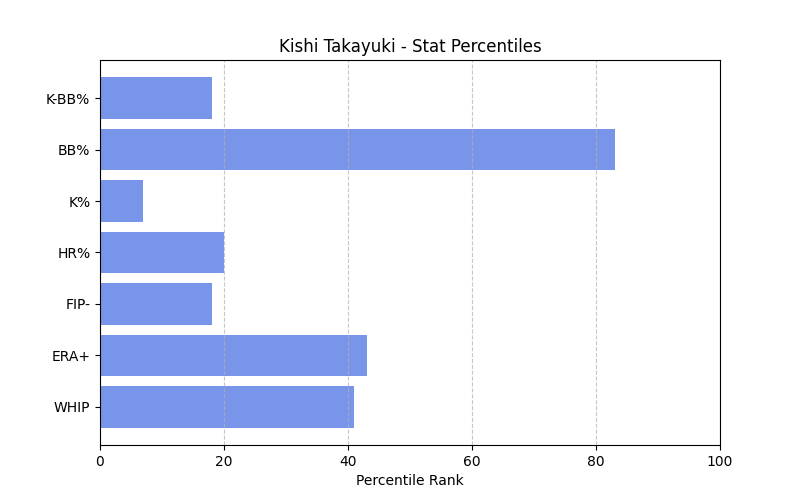 Kishi Takayuki - Stat Percentiles
K-BB%
BB%
K%
HR%
FIP-
ERA+
WHIP
0 20 40 60 80 100
Percentile Rank